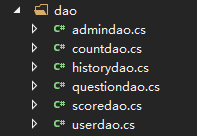 dao
C# admindao.cs
C# countdao.cs
C# historydao.cs
C# questiondao.cs
C# scoredao.cs
C# userdao.cs